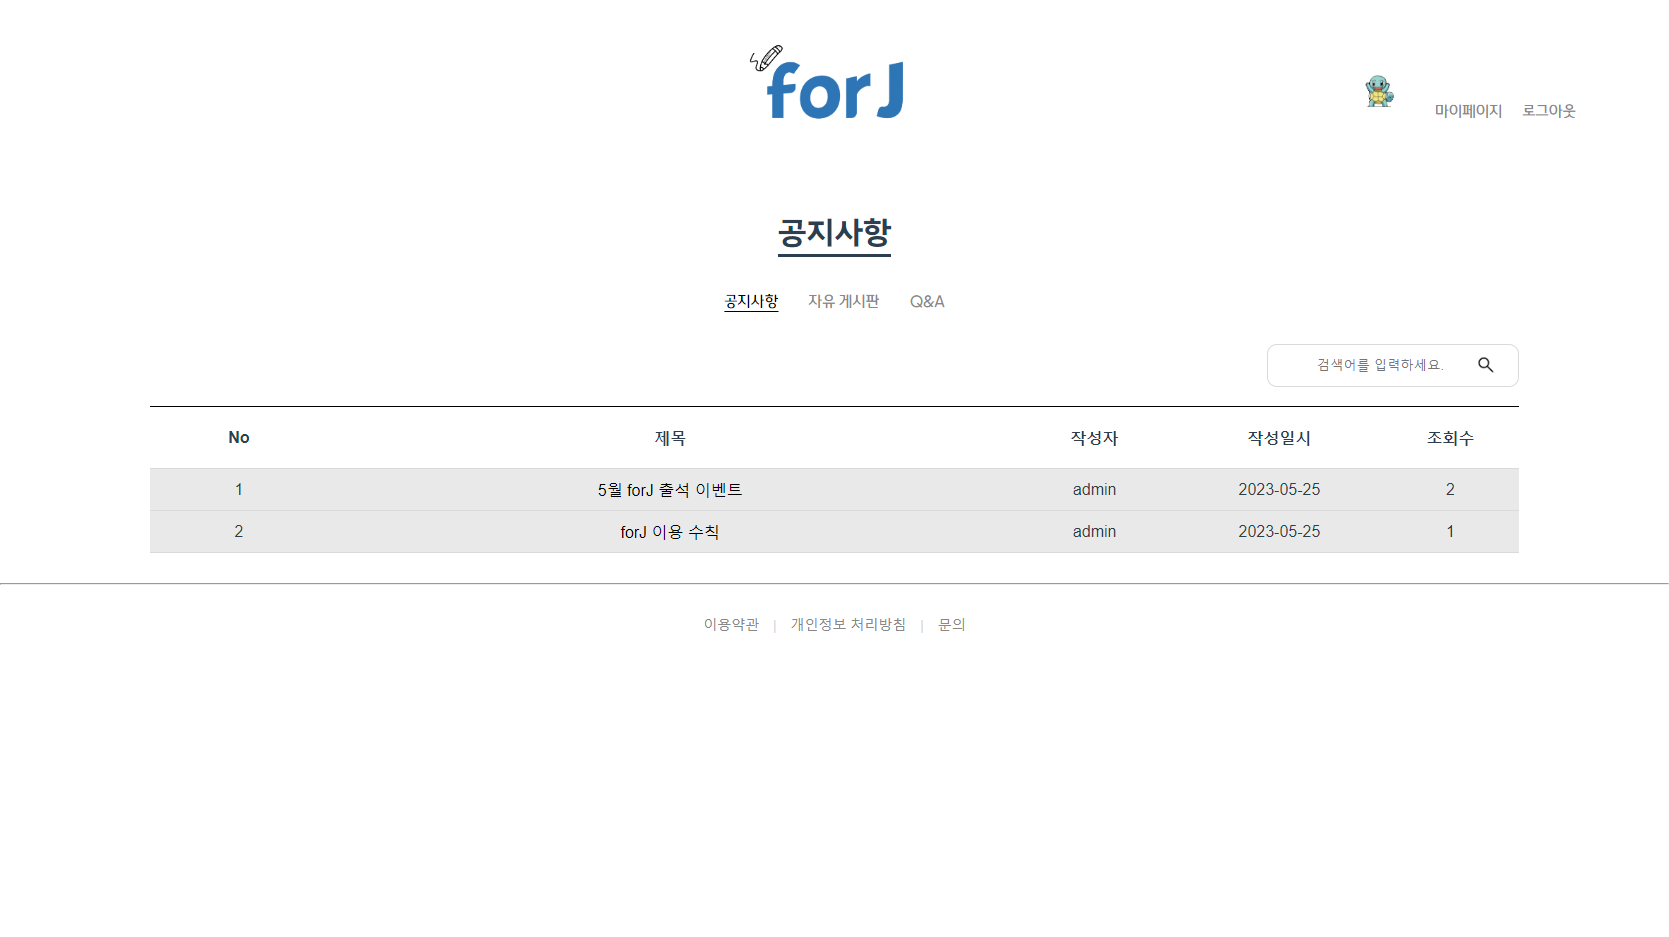 forJ
마이페이지 로그아웃
공지사항
공지사항 자유 게시판 Q&A
검색어를 입력하세요.
No 제목 작성자 작성일시 조회수
1 5월 forJ 출석 이벤트 admin 2023-05-25 2
2 forJ 이용 수칙 admin 2023-05-25 1
이용약관 | 개인정보 처리방침 | 문의